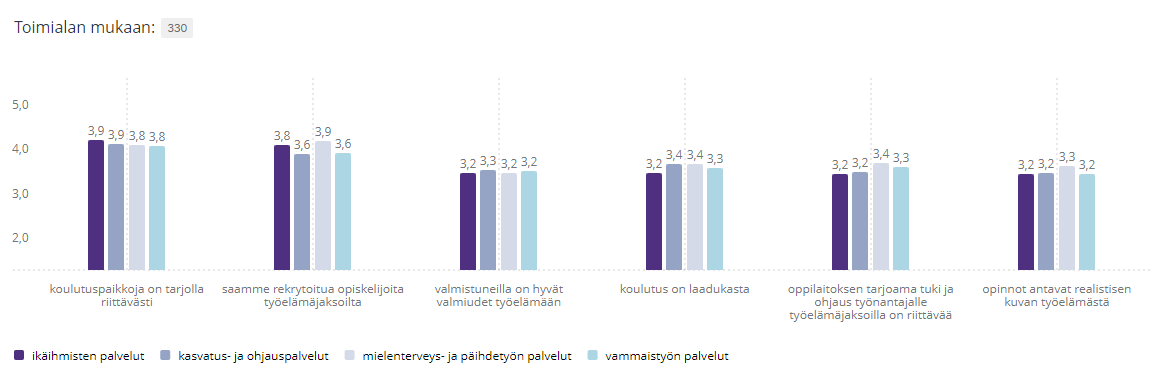 Toimialan mukaan: 330
5,0
4,0
3,0
2,0
3,9 3,9 3,8 3,8
3,8 3,6 3,9 3,6
3,2 3,3 3,2 3,2
3,2 3,4 3,4 3,3
3,2 3,2 3,4 3,3
3,2 3,2 3,3 3,2
koulutuspaikkoja on tarjolla
riittävästi
saamme rekrytoitua opiskelijoita
työelämäjaksoilta
valmistuneilla on hyvät
valmiudet työelämään
koulutus on laadukasta
oppilaitoksen tarjoama tuki ja
ohjaus työnantajalle
työelämäjaksoilla on riittävää
opinnot antavat realistisen
kuvan työelämästä
ikäihmisten palvelut kasvatus- ja ohjauspalvelut mielenterveys- ja päihdetyön palvelut vammaistyön palvelut